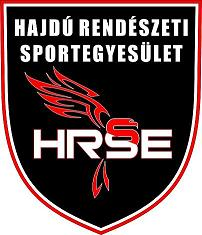 HAJDÚ RENDÉSZETI
SPORTEGYESÜLET
HRSE